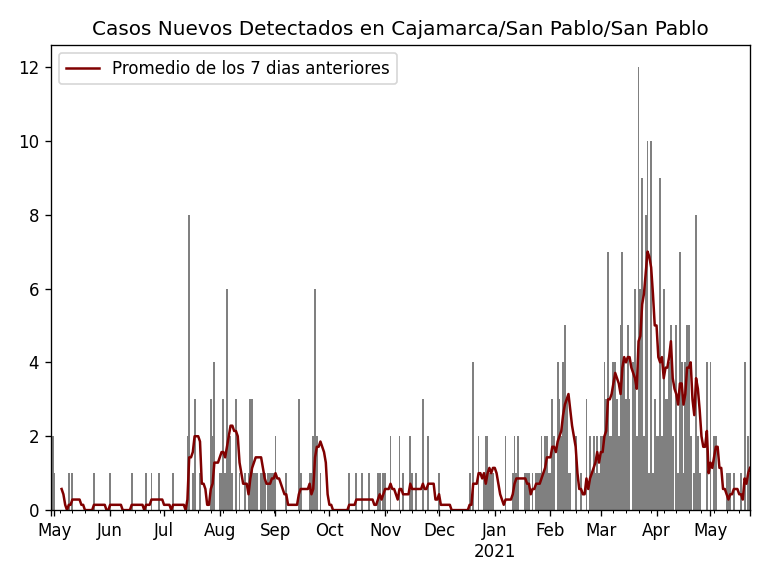 Casos Nuevos Detectados en Cajamarca/San Pablo/San Pablo
Promedio de los 7 dias anteriores
12
10
8
6
4
2
0
May Jun Jul Aug Sep Oct Nov Dec Jan Feb Mar Apr May
2021